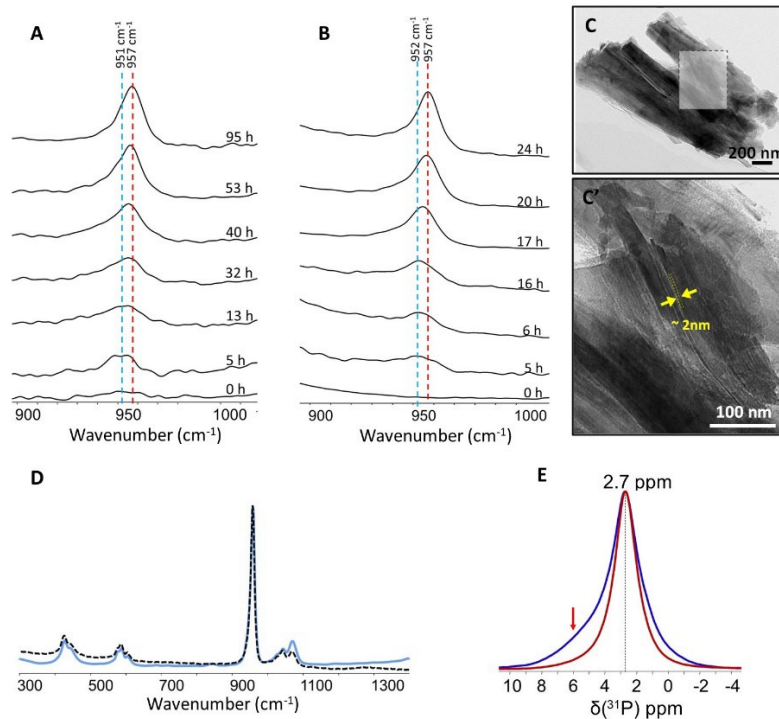 A
951 cm⁻¹
957 cm⁻¹
95 h
53 h
40 h
32 h
13 h
5 h
0 h
900 950 1000
Wavenumber (cm⁻¹)
B
952 cm⁻¹
957 cm⁻¹
24 h
20 h
17 h
16 h
6 h
5 h
0 h
900 950 1000
Wavenumber (cm⁻¹)
C
200 nm
C'
~ 2nm
100 nm
D
300 500 700 900 1100 1300
Wavenumber (cm⁻¹)
E
2.7 ppm
10 8 6 4 2 0 -2 -4
δ(³¹P) ppm